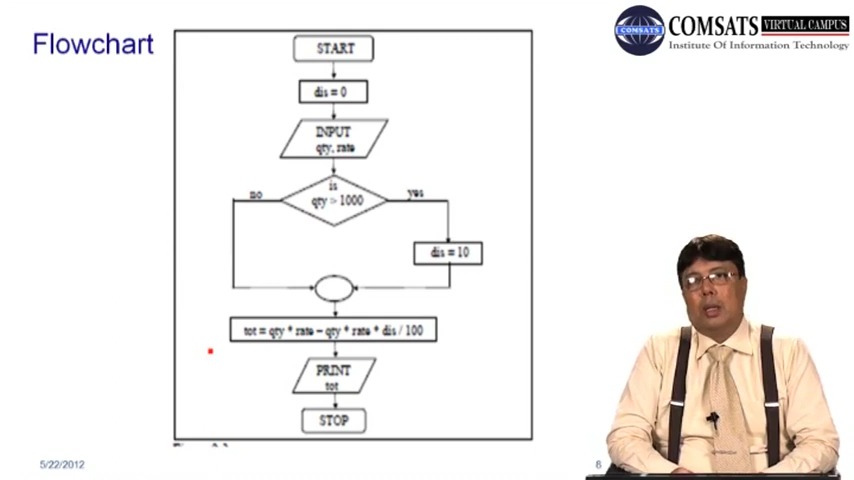 Flowchart
COMSATS VIRTUAL CAMPUS
COMSATS
Institute Of Information Technology
START
dis = 0
INPUT
qty, rate
is
qty > 1000
no
yes
dis = 10
tot = qty * rate – qty * rate * dis / 100
PRINT
tot
STOP
5/22/2012
6